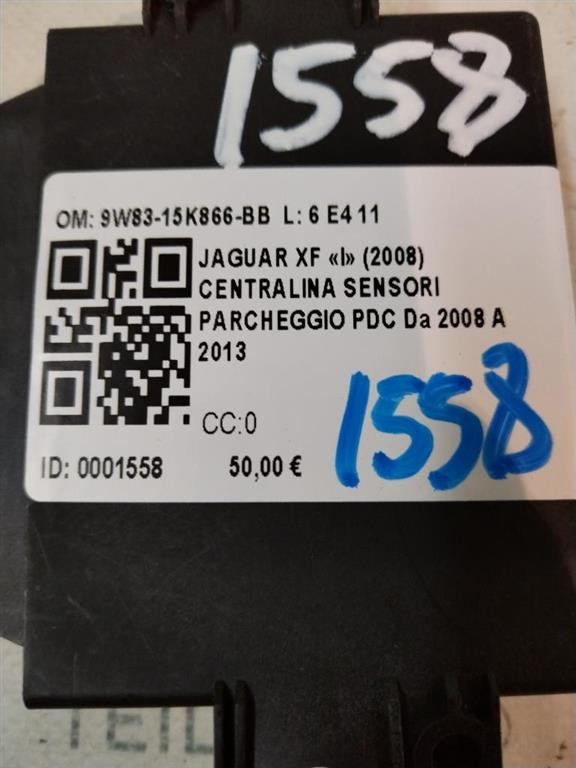 1558
OM: 9W83-15K866-BB L: 6 E4 11
JAGUAR XF «I» (2008)
CENTRALINA SENSORI
PARCHEGGIO PDC Da 2008 A
2013
CC:0
1558
ID: 0001558 50,00 €
TEIL